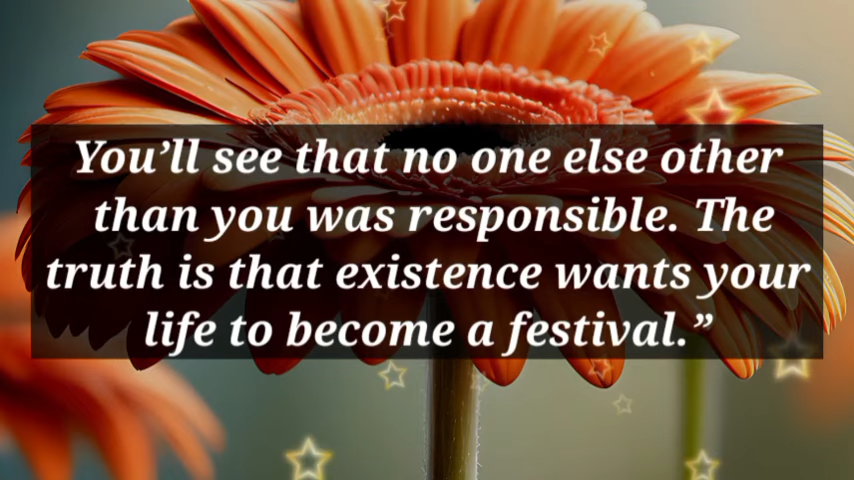 You’ll see that no one else other
than you was responsible. The
truth is that existence wants your
life to become a festival.”